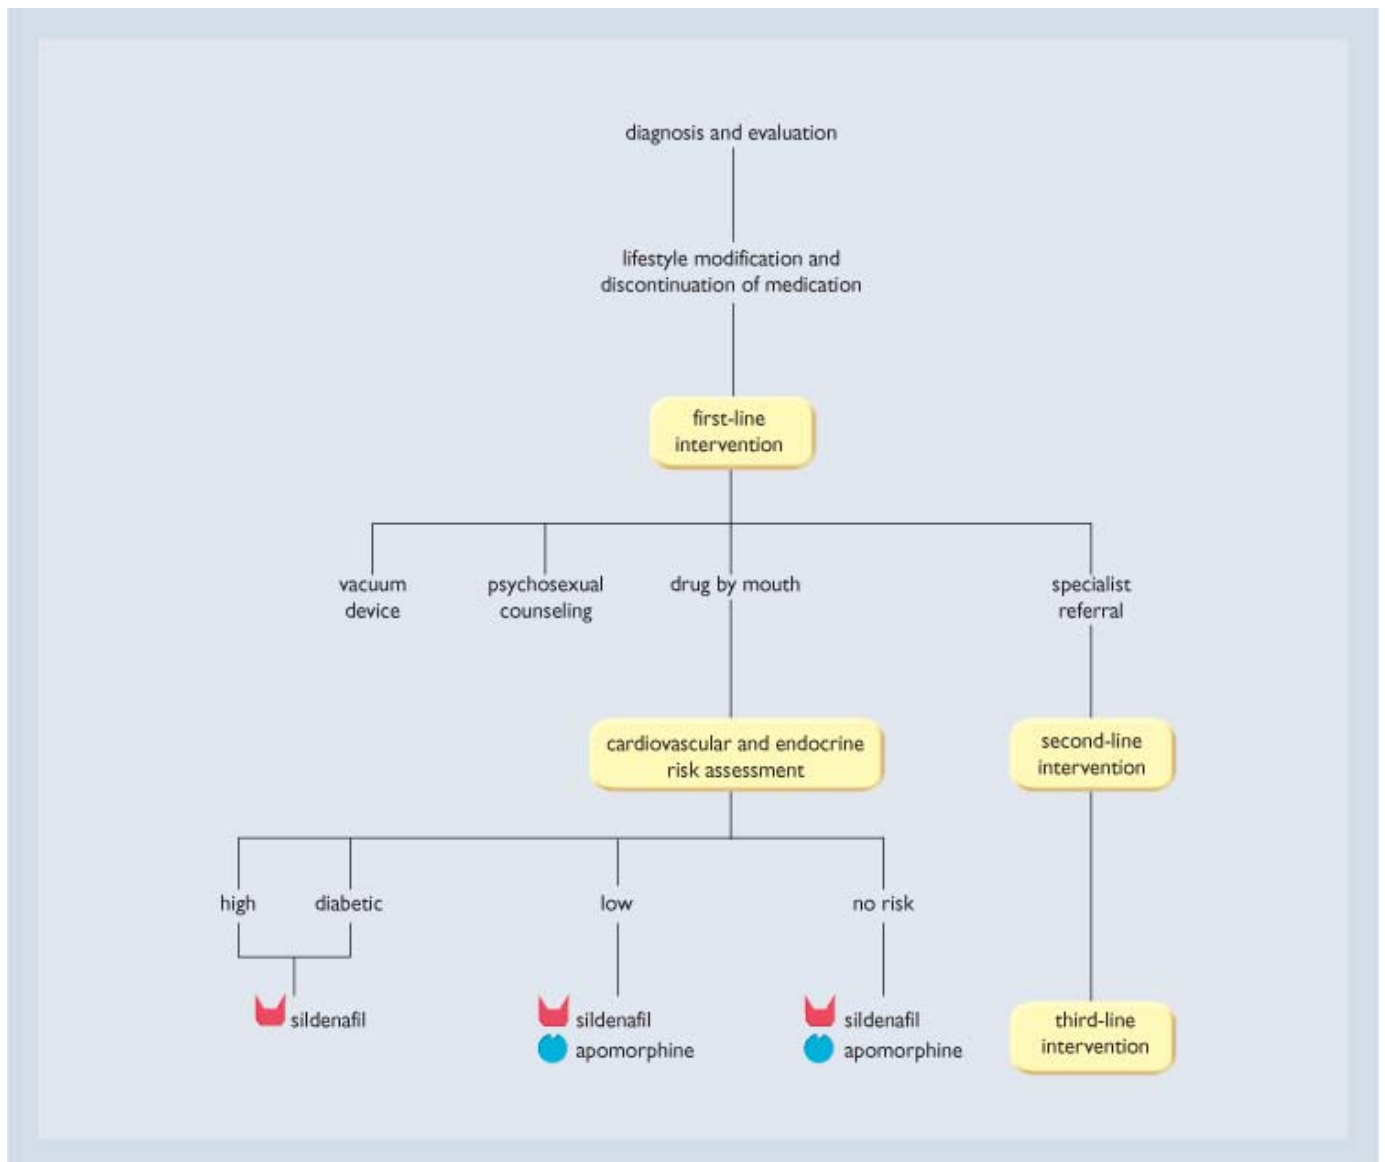 diagnosis and evaluation
lifestyle modification and
discontinuation of medication
first-line
intervention
vacuum
device
psychosexual
counseling
drug by mouth
specialist
referral
cardiovascular and endocrine
risk assessment
second-line
intervention
high
diabetic
low
no risk
sildenafil
sildenafil
apomorphine
sildenafil
apomorphine
third-line
intervention